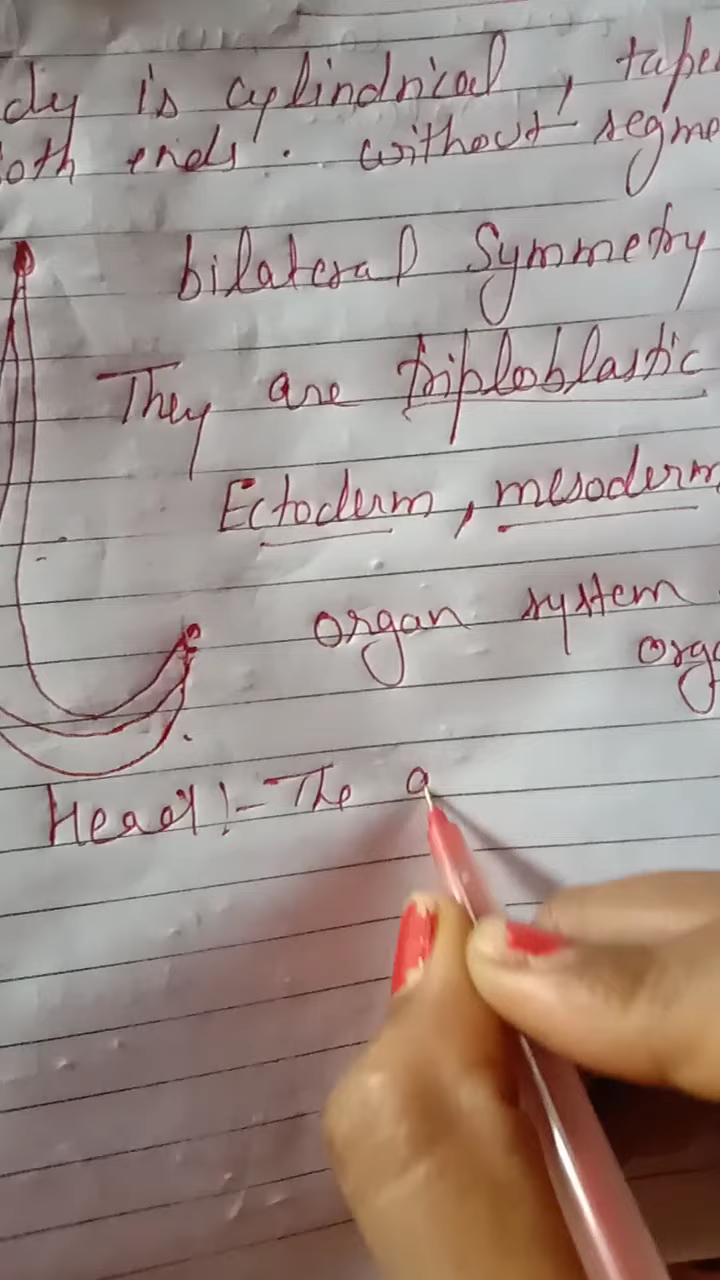 dy is cylindrical, tape
oth ends. without segme
bilateral Symmetry
They are triploblastic
Ectoderm, mesoderm
organ system
orga
Head:- The a